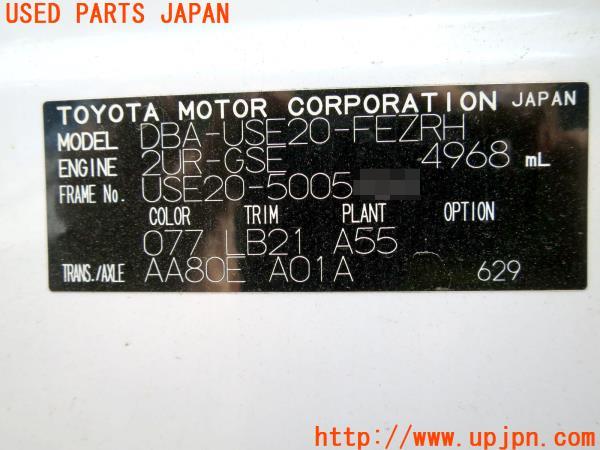 USED PARTS JAPAN
TOYOTA MOTOR CORPORATION JAPAN
MODEL DBA-USE20-FEZRH
ENGINE 2UR-GSE 4968 mL
FRAME No. USE20-5005
COLOR TRIM PLANT OPTION
077 LB21 A55
TRANS./AXLE AA80E A01A 629
http://www.upjpn.com/